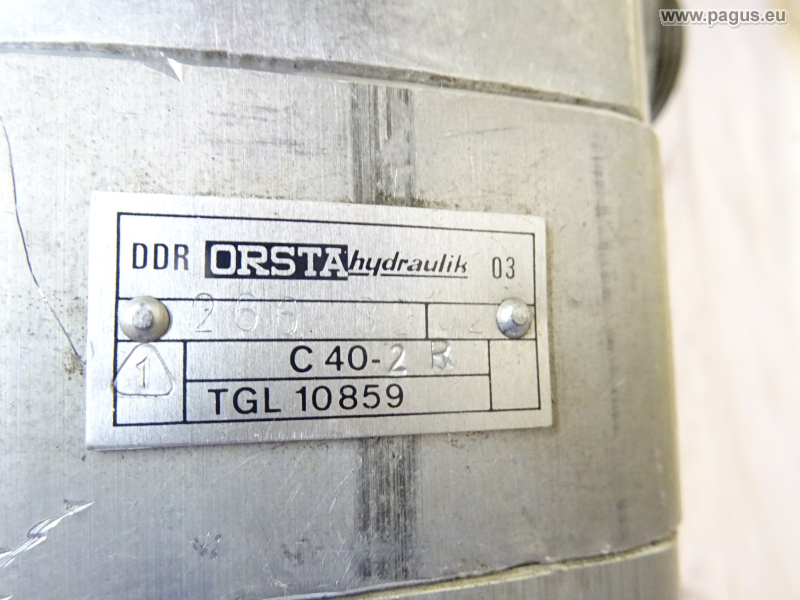 www.pagus.eu
DDR ORSTA hydraulik 03
1 C 40-2 R
TGL 10859